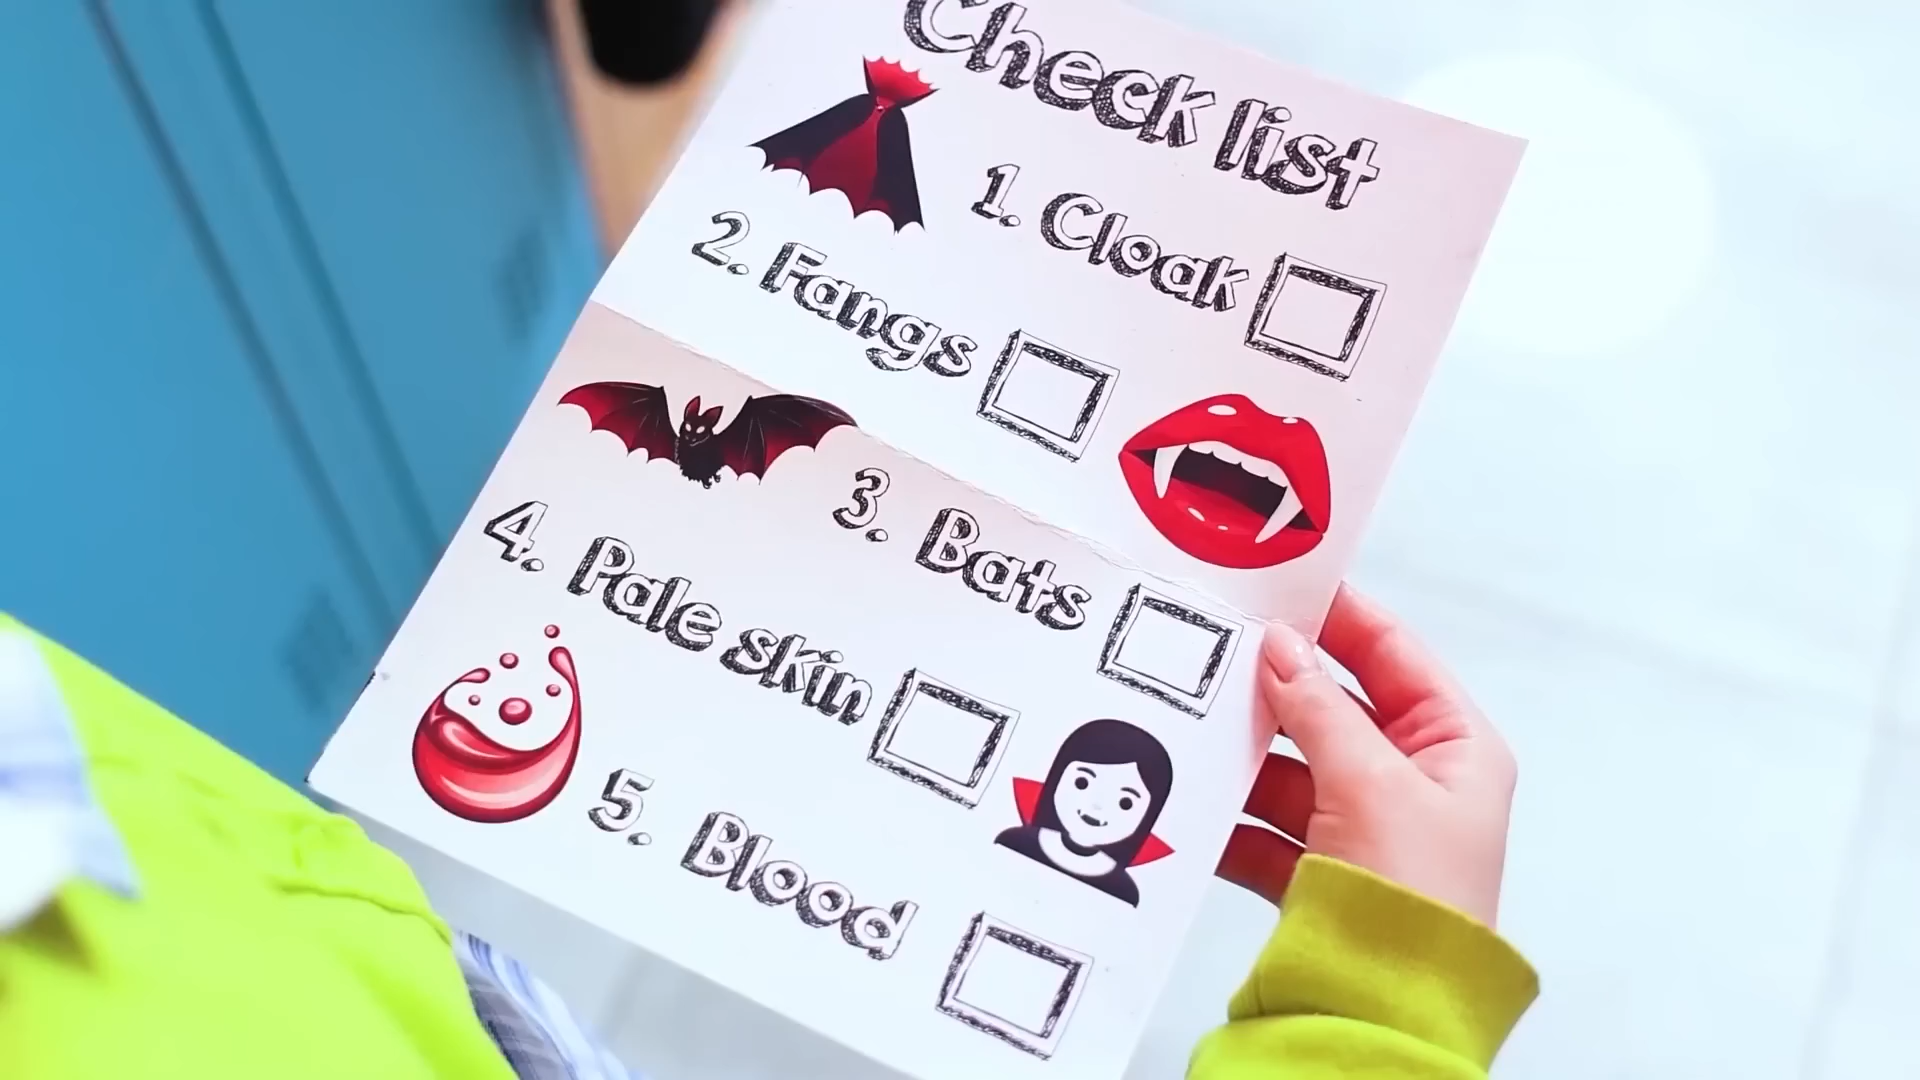 Check list
1. Cloak
2. Fangs
3. Bats
4. Pale skin
5. Blood